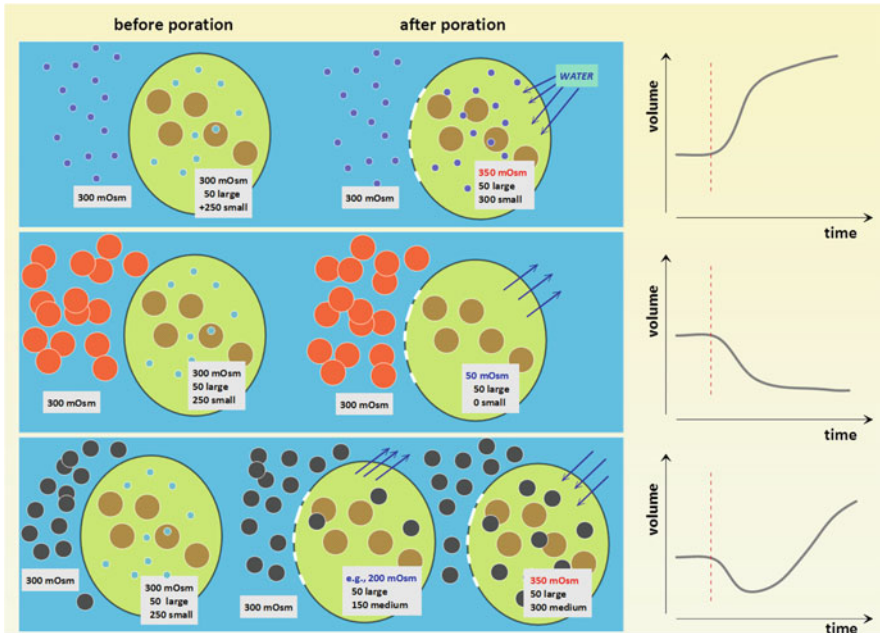 before poration
after poration
WATER
300 mOsm
300 mOsm
50 large
+250 small
300 mOsm
350 mOsm
50 large
300 small
volume
time
300 mOsm
300 mOsm
50 large
250 small
300 mOsm
50 mOsm
50 large
0 small
volume
time
300 mOsm
300 mOsm
50 large
250 small
300 mOsm
e.g., 200 mOsm
50 large
150 medium
350 mOsm
50 large
300 medium
volume
time